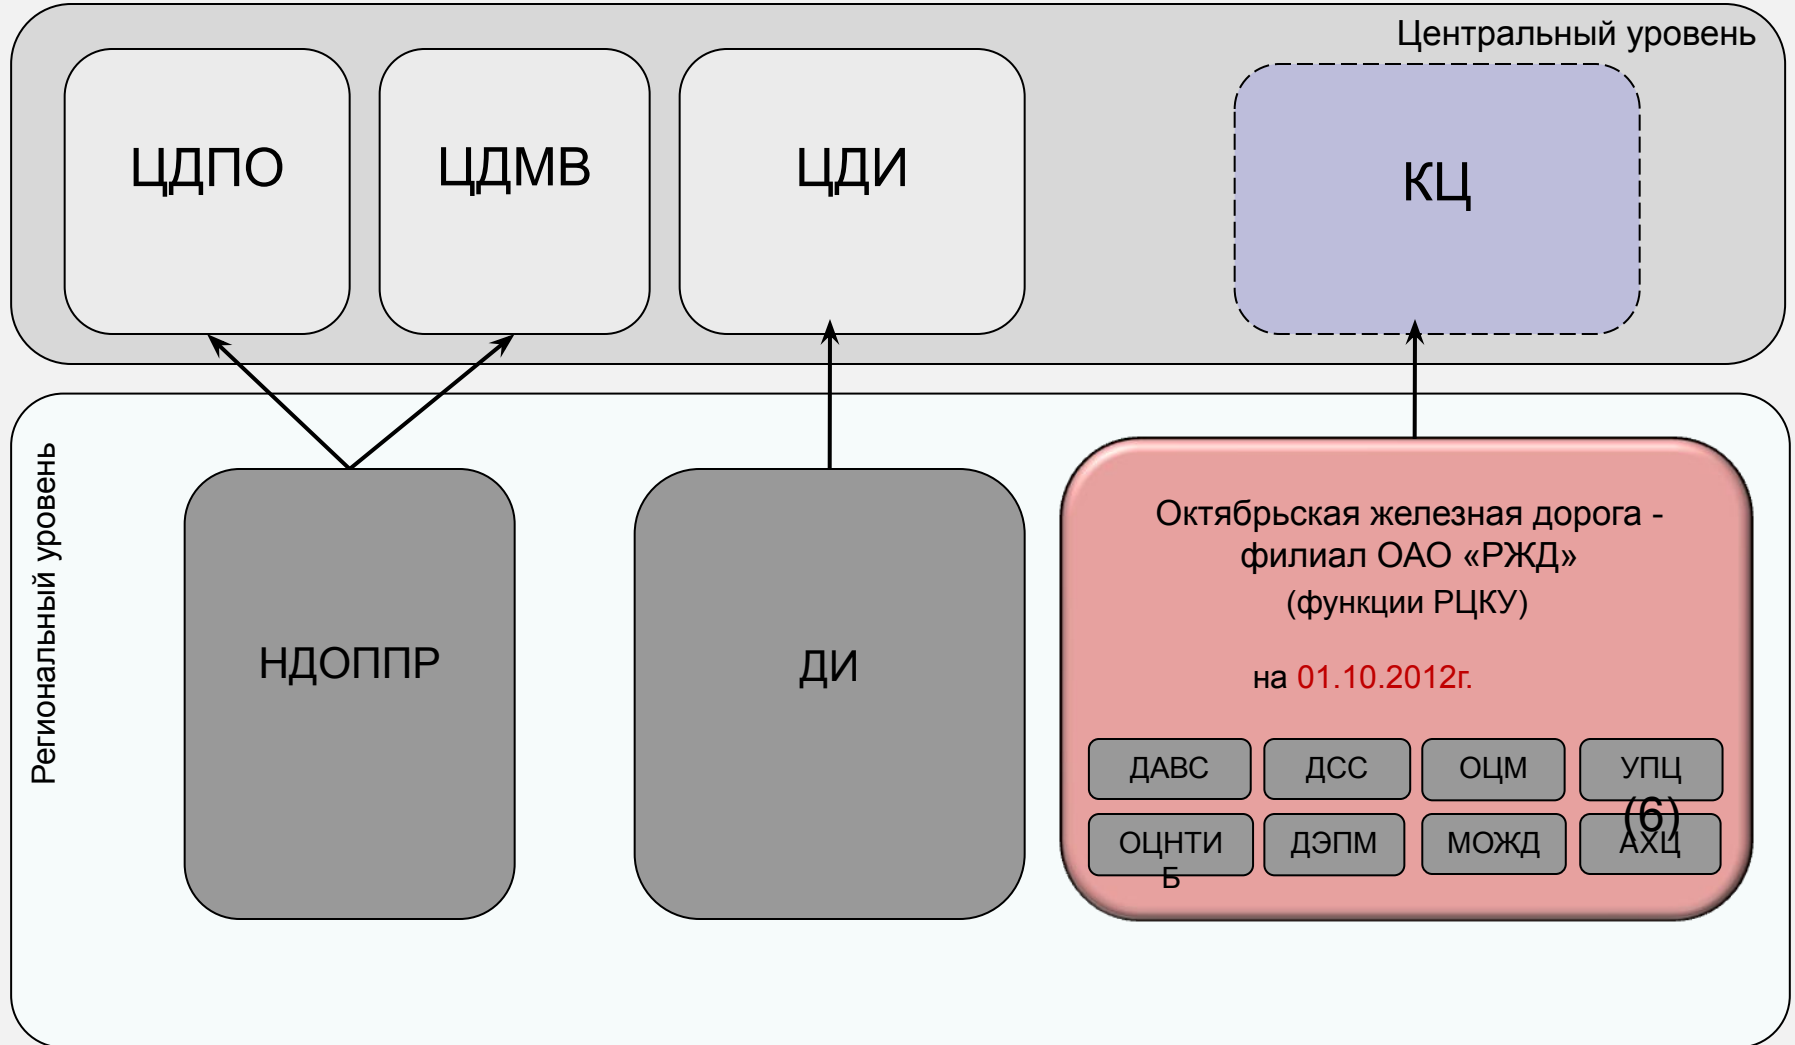 Центральный уровень
ЦДПО
ЦДМВ
ЦДИ
КЦ
Региональный уровень
НДОППР
ДИ
Октябрьская железная дорога -
филиал ОАО «РЖД»
(функции РЦКУ)
на 01.10.2012г.
ДАВС
ДСС
ОЦМ
УПЦ
(6)
ОЦНТИ
Б
ДЭПМ
МОЖД
АХЦ